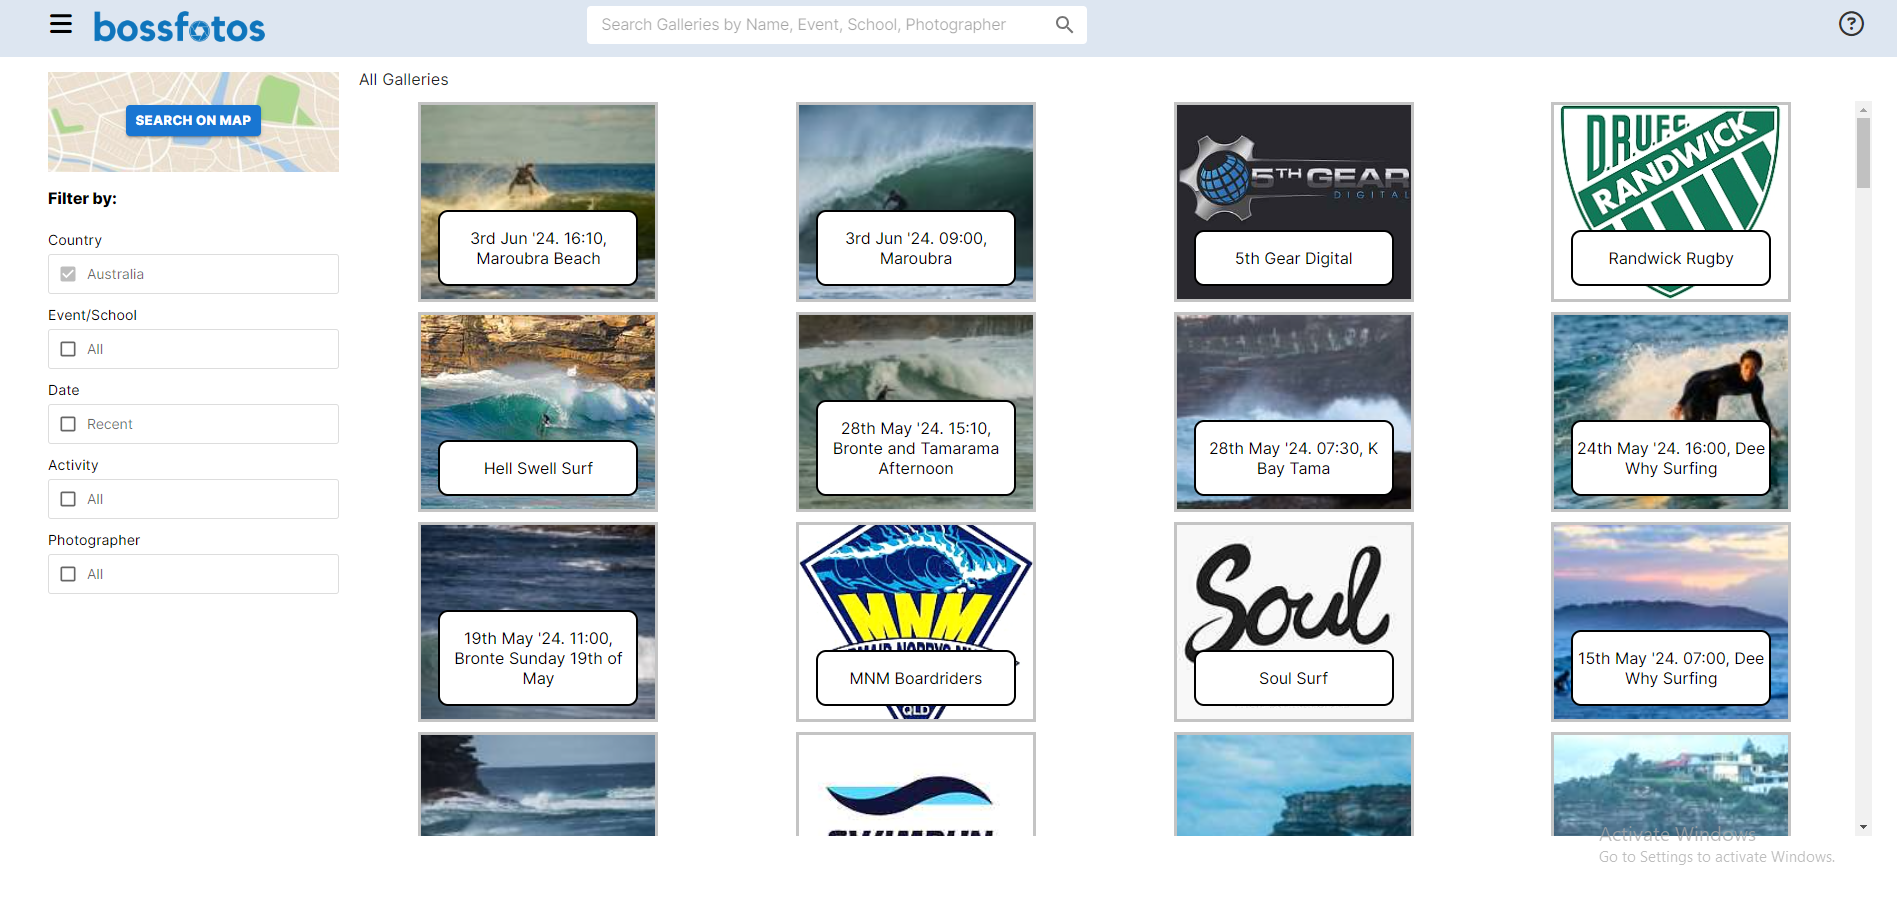 bossfotos
Search Galleries by Name, Event, School, Photographer
?
SEARCH ON MAP
All Galleries
Filter by:
Country
Australia
Event/School
All
Date
Recent
Activity
All
Photographer
All
3rd Jun '24. 16:10,
Maroubra Beach
3rd Jun '24. 09:00,
Maroubra
5TH GEAR
DIGITAL
5th Gear Digital
D.R.U.F.C.
RANDWICK
Randwick Rugby
Hell Swell Surf
28th May '24. 15:10,
Bronte and Tamarama
Afternoon
28th May '24. 07:30, K
Bay Tama
24th May '24. 16:00, Dee
Why Surfing
19th May '24. 11:00,
Bronte Sunday 19th of
May
MNM
QLD
MNM Boardriders
Soul
Soul Surf
15th May '24. 07:00, Dee
Why Surfing
Activate Windows
Go to Settings to activate Windows.